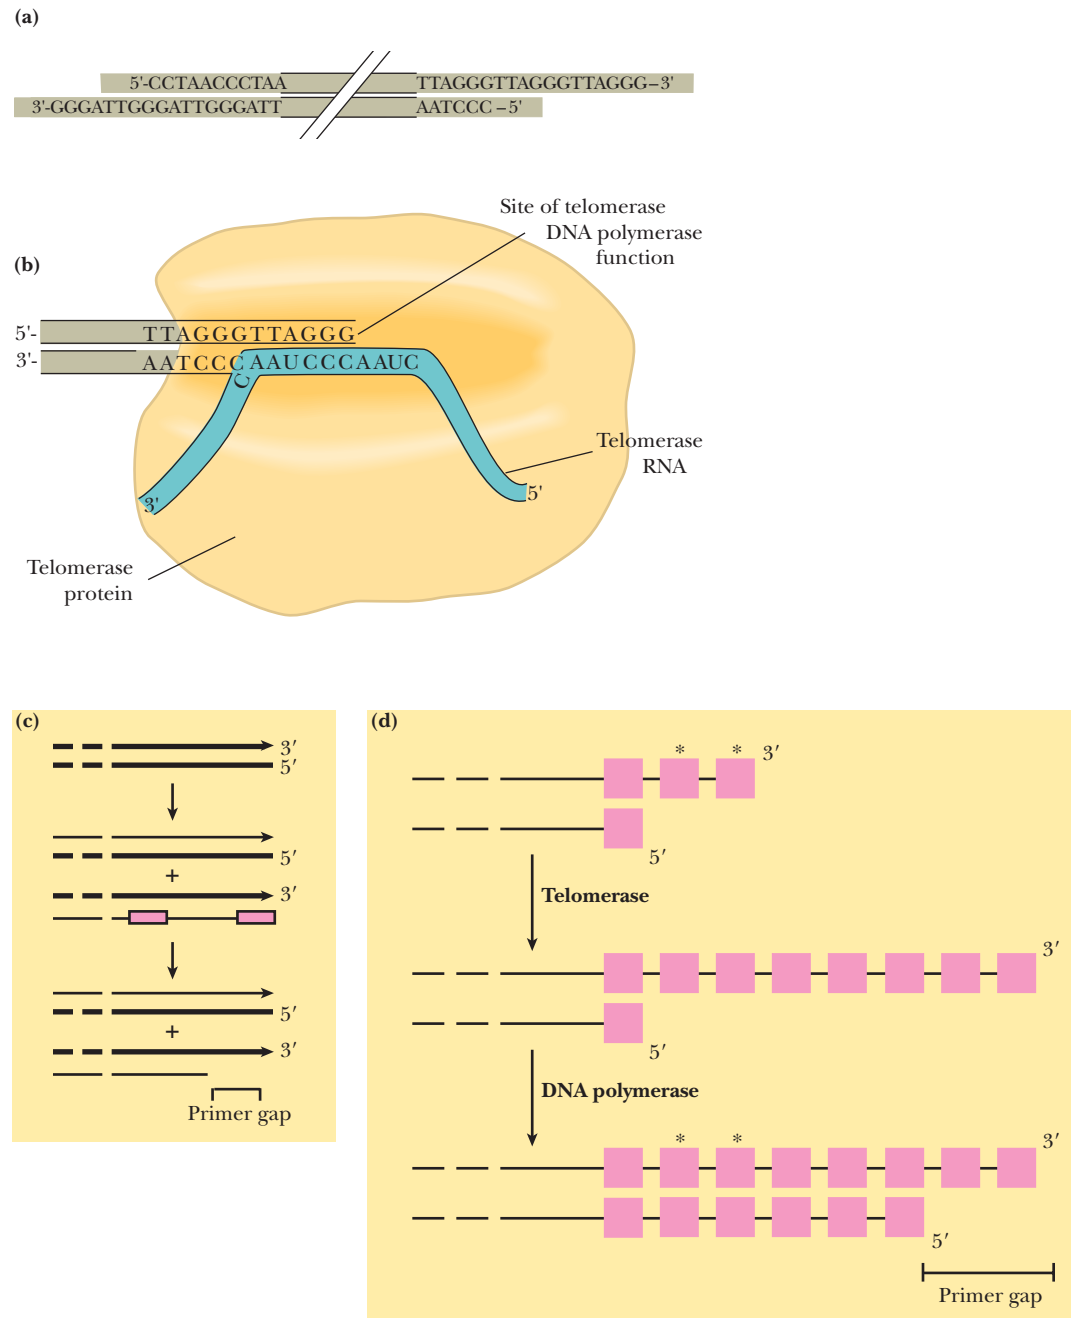 (a)
5'-CCTAACCCTAA TTAGGGTTAGGGTTAGGG–3'
3'-GGGATTGGGATTGGGATT AATCCC –5'
Site of telomerase
DNA polymerase
function
(b)
5'- TTAGGGTTAGGG
3'- AATCCC CAAUCCCAAUC
Telomerase
RNA
3'
5'
Telomerase
protein
(c)
3′
5′
5′
+
3′
5′
+
3′
Primer gap
(d)
* * 3′
5′
Telomerase
3′
5′
DNA polymerase
* * 3′
5′
Primer gap